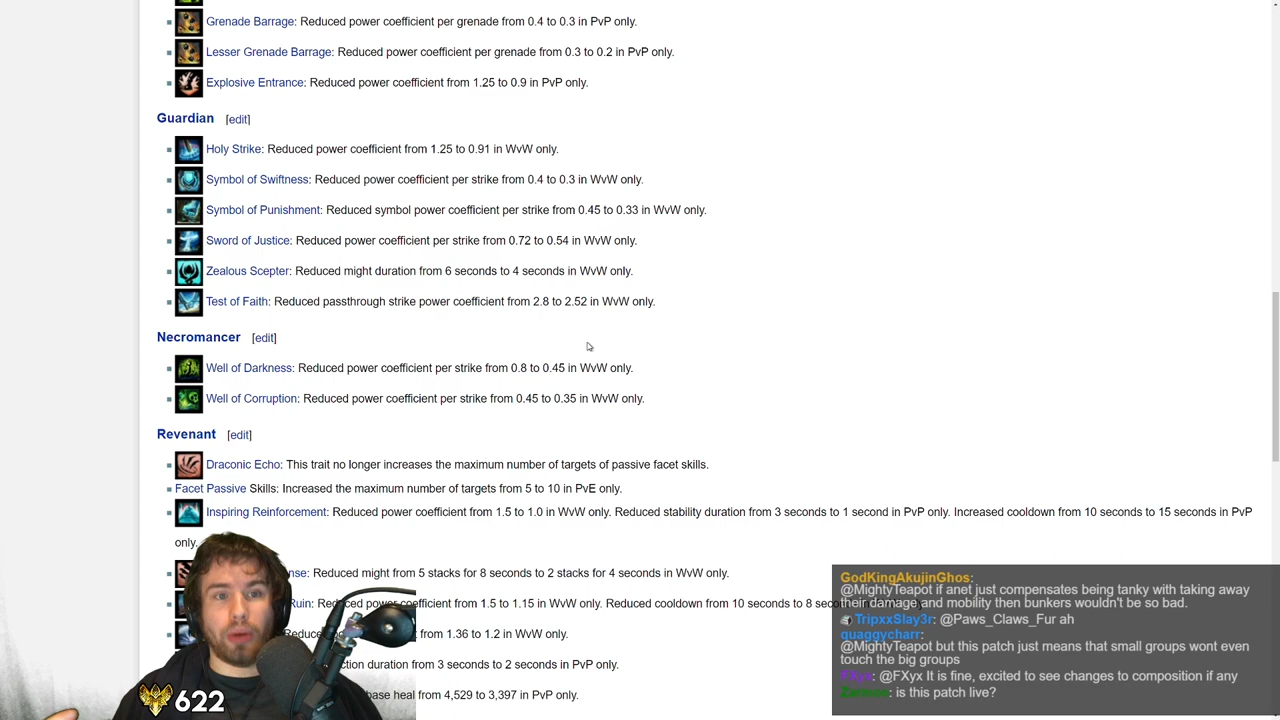 Grenade Barrage: Reduced power coefficient per grenade from 0.4 to 0.3 in PvP only.
Lesser Grenade Barrage: Reduced power coefficient per grenade from 0.3 to 0.2 in PvP only.
Explosive Entrance: Reduced power coefficient from 1.25 to 0.9 in PvP only.
Guardian [edit]
Holy Strike: Reduced power coefficient from 1.25 to 0.91 in WvW only.
Symbol of Swiftness: Reduced power coefficient per strike from 0.4 to 0.3 in WvW only.
Symbol of Punishment: Reduced symbol power coefficient per strike from 0.45 to 0.33 in WvW only.
Sword of Justice: Reduced power coefficient per strike from 0.72 to 0.54 in WvW only.
Zealous Scepter: Reduced might duration from 6 seconds to 4 seconds in WvW only.
Test of Faith: Reduced passthrough strike power coefficient from 2.8 to 2.52 in WvW only.
Necromancer [edit]
Well of Darkness: Reduced power coefficient per strike from 0.8 to 0.45 in WvW only.
Well of Corruption: Reduced power coefficient per strike from 0.45 to 0.35 in WvW only.
Revenant [edit]
Draconic Echo: This trait no longer increases the maximum number of targets of passive facet skills.
Facet Passive Skills: Increased the maximum number of targets from 5 to 10 in PvE only.
Inspiring Reinforcement: Reduced power coefficient from 1.5 to 1.0 in WvW only. Reduced stability duration from 3 seconds to 1 second in PvP only. Increased cooldown from 10 seconds to 15 seconds in PvP
only.
nse: Reduced might from 5 stacks for 8 seconds to 2 stacks for 4 seconds in WvW only.
Ruin: Reduced power coefficient from 1.5 to 1.15 in WvW only. Reduced cooldown from 10 seconds to 8 seco
from 1.36 to 1.2 in WvW only.
ction duration from 3 seconds to 2 seconds in PvP only.
base heal from 4,529 to 3,397 in PvP only.
622
GodKingAkujinGhos:
@MightyTeapot if anet just compensates being tanky with taking away
their damage and mobility then bunkers wouldn't be so bad.
TripxxSlay3r: @Paws_Claws_Fur ah
quaggycharr:
@MightyTeapot but this patch just means that small groups wont even
touch the big groups
FXyx: @FXyx It is fine, excited to see changes to composition if any
is this patch live?